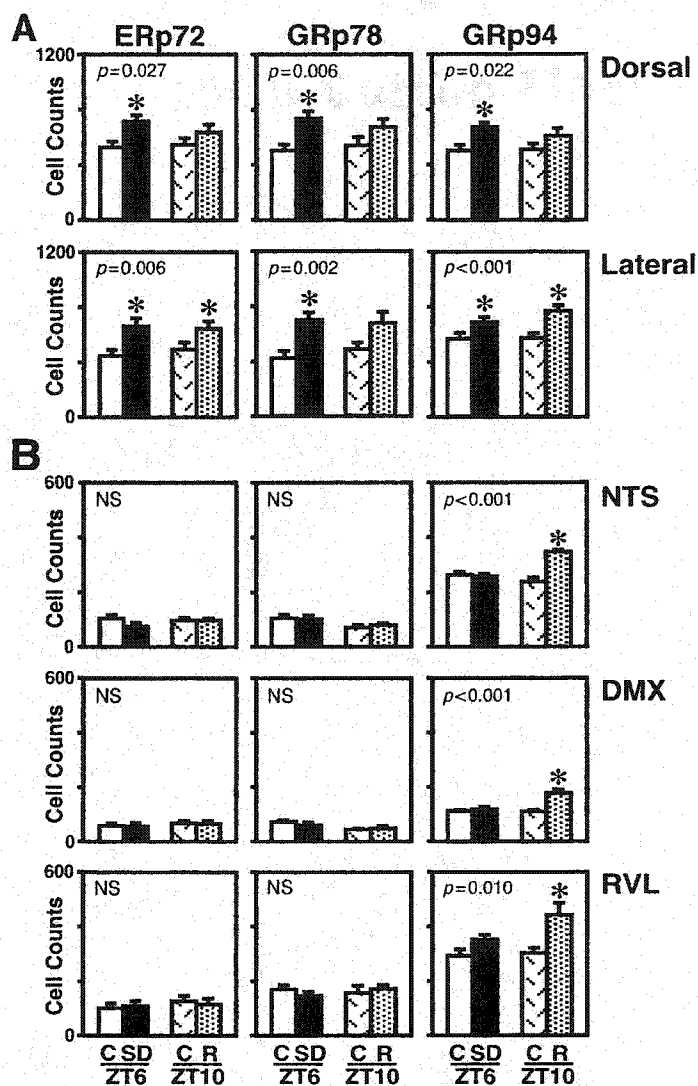 A
ERp72 GRp78 GRp94
1200 p=0.027 p=0.006 p=0.022 Dorsal
Cell Counts
* * *
0
1200 p=0.006 p=0.002 p<0.001 Lateral
Cell Counts
* * * * *
0
B
600 NS NS p<0.001 NTS
Cell Counts
*
0
600 NS NS p<0.001 DMX
Cell Counts
*
0
600 NS NS p=0.010 RVL
Cell Counts
*
0
C SD C R C SD C R C SD C R
ZT6 ZT10 ZT6 ZT10 ZT6 ZT10